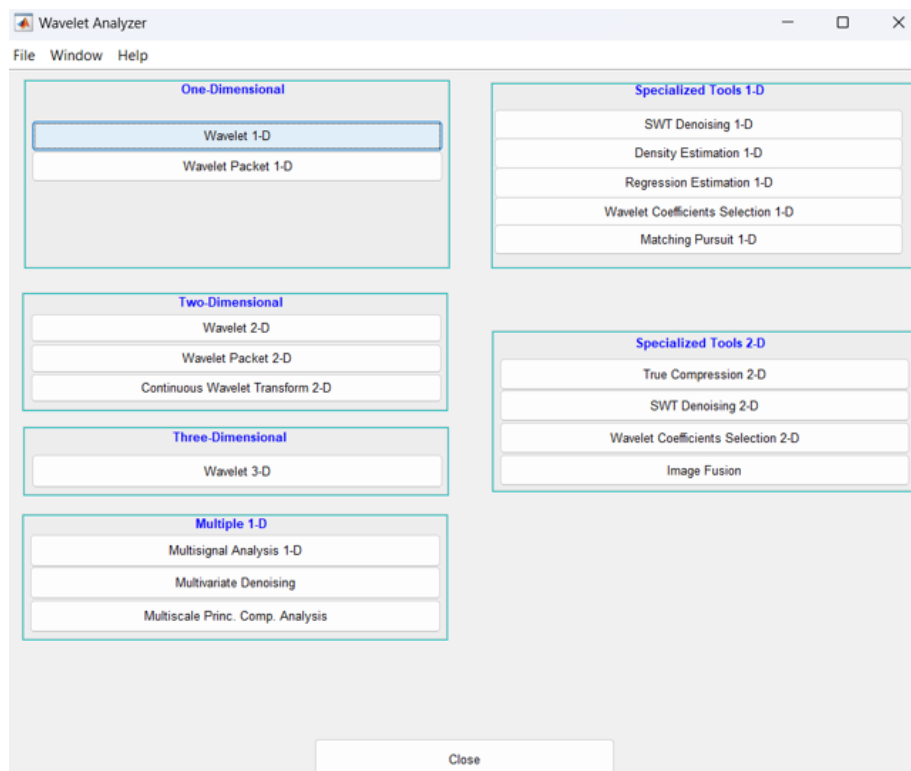 Wavelet Analyzer
File Window Help
One-Dimensional
Wavelet 1-D
Wavelet Packet 1-D
Two-Dimensional
Wavelet 2-D
Wavelet Packet 2-D
Continuous Wavelet Transform 2-D
Three-Dimensional
Wavelet 3-D
Multiple 1-D
Multisignal Analysis 1-D
Multivariate Denoising
Multiscale Princ. Comp. Analysis
Specialized Tools 1-D
SWT Denoising 1-D
Density Estimation 1-D
Regression Estimation 1-D
Wavelet Coefficients Selection 1-D
Matching Pursuit 1-D
Specialized Tools 2-D
True Compression 2-D
SWT Denoising 2-D
Wavelet Coefficients Selection 2-D
Image Fusion
Close